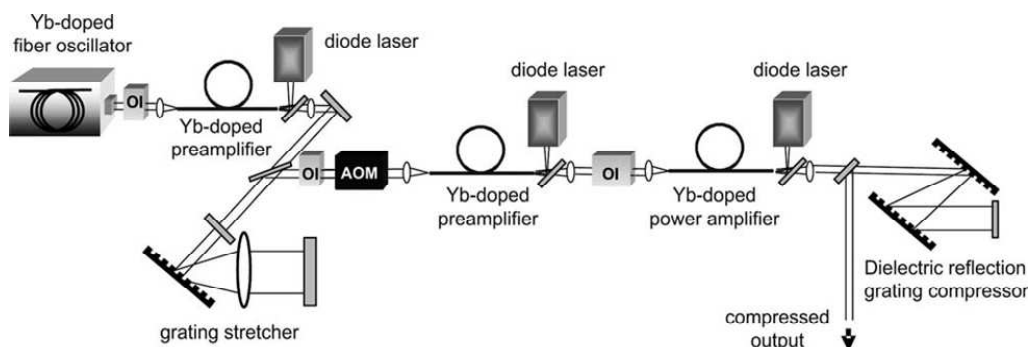 Yb-doped
fiber oscillator
OI
diode laser
Yb-doped
preamplifier
OI
AOM
diode laser
Yb-doped
preamplifier
OI
diode laser
Yb-doped
power amplifier
grating stretcher
Dielectric reflection
grating compressor
compressed
output